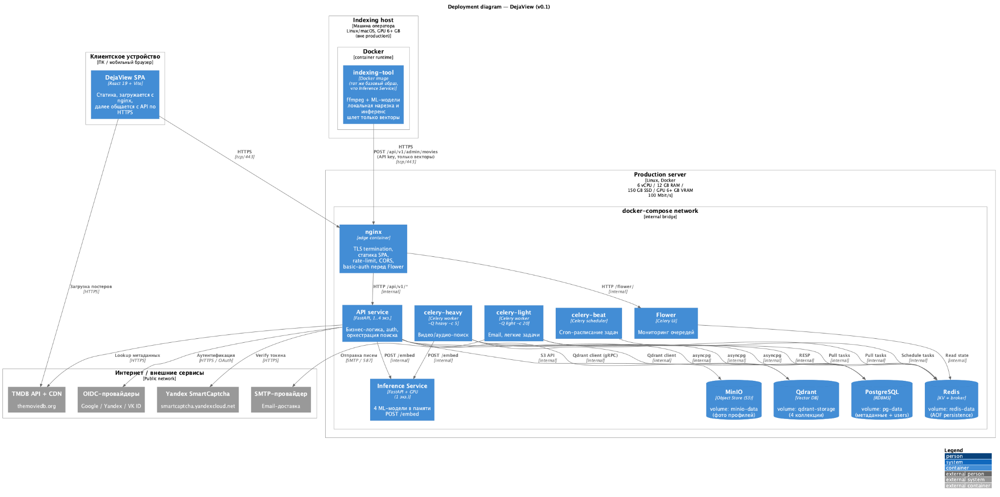 Deployment diagram — DejaView (v0.1)
Indexing host
[Машина оператора
Linux/macOS, GPU 6+ GB
(вне production)]
Docker
[container runtime]
indexing-tool
[Docker image
(тот же базовый образ,
что Inference Service)]
ffmpeg + ML-модели
локальная нарезка и
инференс
шлет только векторы
Клиентское устройство
[ПК / мобильный браузер]
DejaView SPA
[React 19 + Vite]
Статика, загружается с
nginx,
далее общается с API по
HTTPS
HTTPS
[tcp/443]
HTTPS
POST /api/v1/admin/movies
(API key, только векторы)
[tcp/443]
Production server
[Linux, Docker
6 vCPU / 12 GB RAM /
150 GB SSD / GPU 6+ GB VRAM
100 Mbit/s]
docker-compose network
[internal bridge]
nginx
[edge container]
TLS termination,
статика SPA,
rate-limit, CORS,
basic-auth перед Flower
Загрузка постеров
[HTTPS]
HTTP /api/v1/*
[internal]
HTTP /flower/
[internal]
API service
[FastAPI, 1..4 экз.]
Бизнес-логика, auth,
оркестрация поиска
celery-heavy
[Celery worker
-Q heavy -c 5]
Видео/аудио-поиск
celery-light
[Celery worker
-Q light -c 20]
Email, легкие задачи
celery-beat
[Celery scheduler]
Cron-расписание задач
Flower
[Celery UI]
Мониторинг очередей
Lookup метаданных
[HTTPS]
Аутентификация
[HTTPS / OAuth]
Verify токена
[HTTPS]
Отправка писем
[SMTP / 587]
POST /embed
[internal]
POST /embed
[internal]
S3 API
[internal]
Qdrant client (gRPC)
[internal]
Qdrant client
[internal]
asyncpg
[internal]
asyncpg
[internal]
asyncpg
[internal]
RESP
[internal]
Pull tasks
[internal]
Pull tasks
[internal]
Schedule tasks
[internal]
Read state
[internal]
Интернет / внешние сервисы
[Public network]
TMDB API + CDN
themoviedb.org
OIDC-провайдеры
Google / Yandex / VK ID
Yandex SmartCaptcha
smartcaptcha.yandexcloud.net
SMTP-провайдер
Email-доставка
Inference Service
[FastAPI + GPU
(1 экз.)]
4 ML-модели в памяти
POST /embed
MinIO
[Object Store (S3)]
volume: minio-data
(фото профилей)
Qdrant
[Vector DB]
volume: qdrant-storage
(4 коллекции)
PostgreSQL
[RDBMS]
volume: pg-data
(метаданные + users)
Redis
[KV + broker]
volume: redis-data
(AOF persistence)
Legend
person
system
container
external person
external system
external container